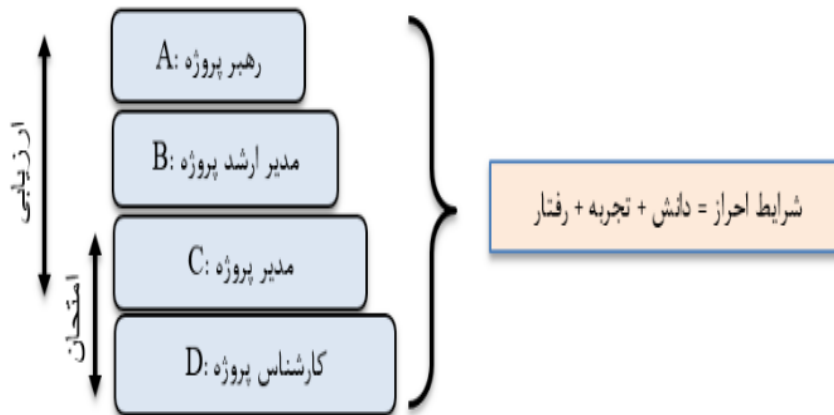 رهبر پروژه :A
مدیر ارشد پروژه :B
مدیر پروژه :C
کارشناس پروژه :D
شرایط احراز = دانش + تجربه + رفتار
ارزیابی
امتحان